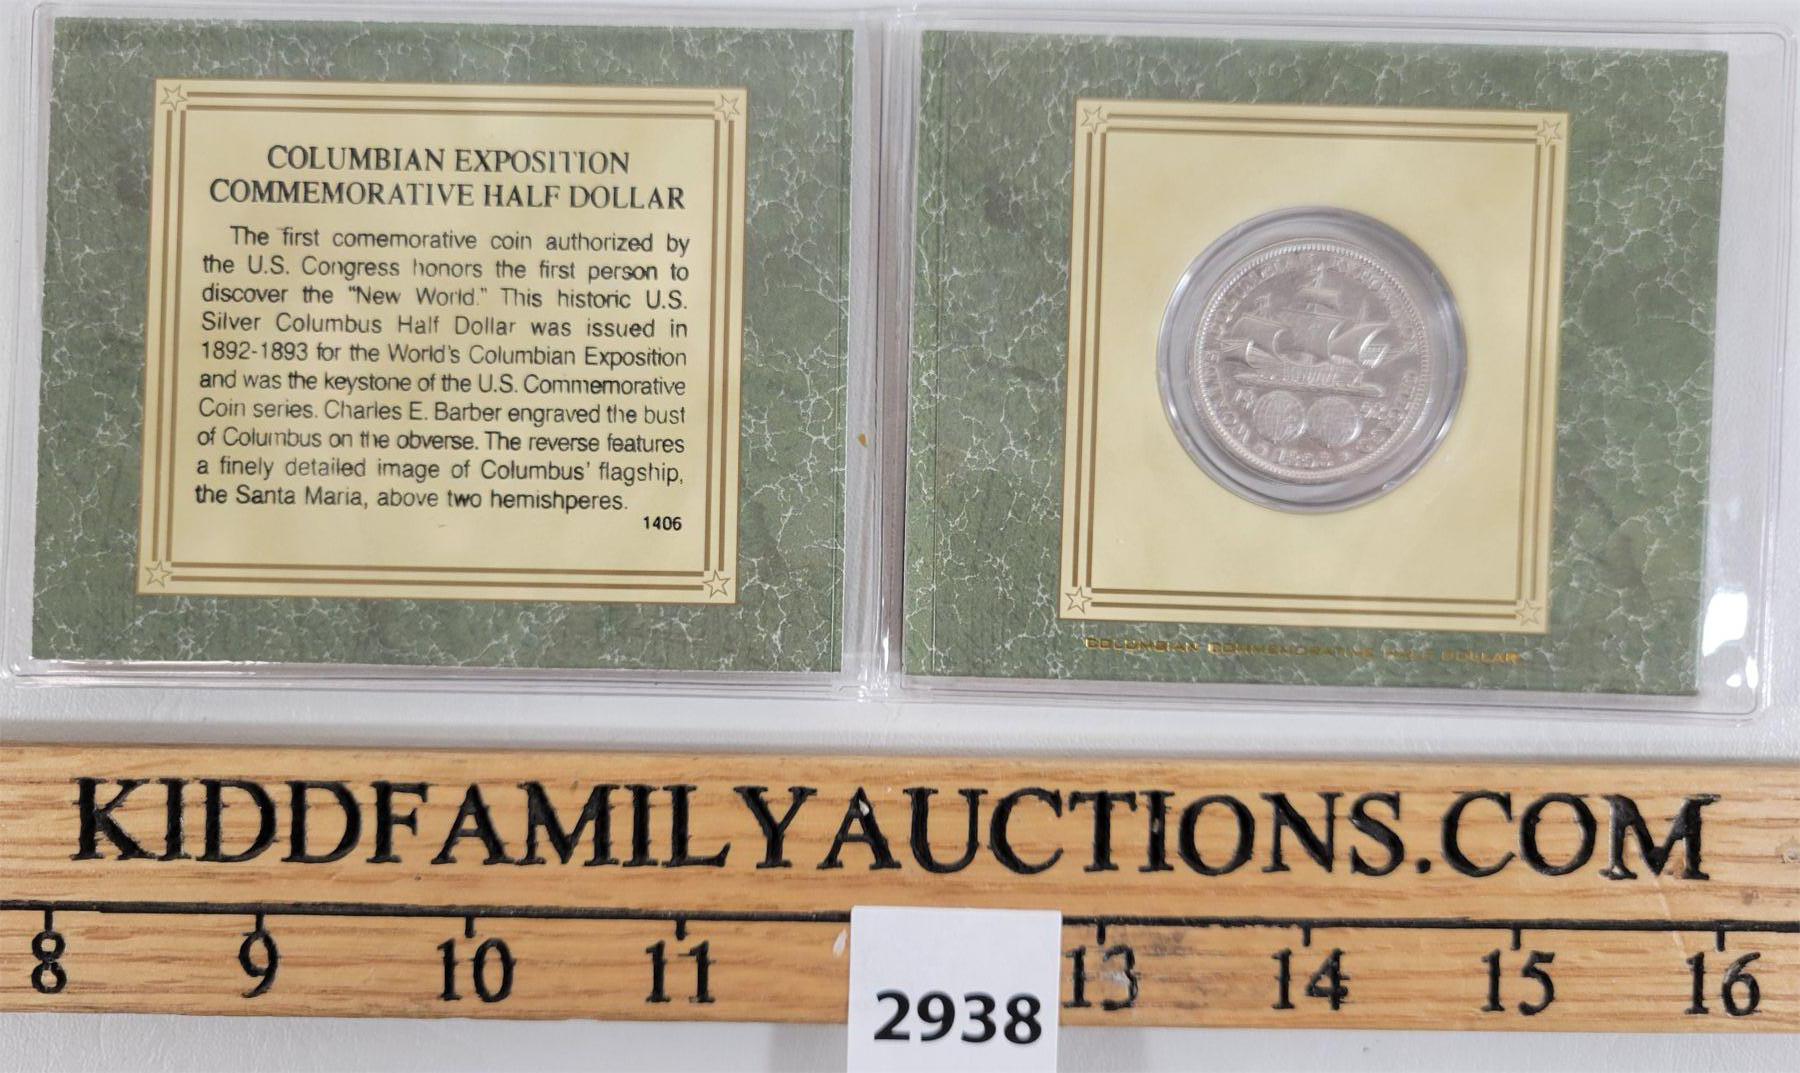 COLUMBIAN EXPOSITION
COMMEMORATIVE HALF DOLLAR
The first comemorative coin authorized by
the U.S. Congress honors the first person to
discover the "New World." This historic U.S.
Silver Columbus Half Dollar was issued in
1892-1893 for the World's Columbian Exposition
and was the keystone of the U.S. Commemorative
Coin series. Charles E. Barber engraved the bust
of Columbus on the obverse. The reverse features
a finely detailed image of Columbus' flagship,
the Santa Maria, above two hemishperes.
1406
COLUMBIAN COMMEMORATIVE HALF DOLLAR
KIDDFAMILYAUCTIONS.COM
8 9 10 11 13 14 15 16
2938